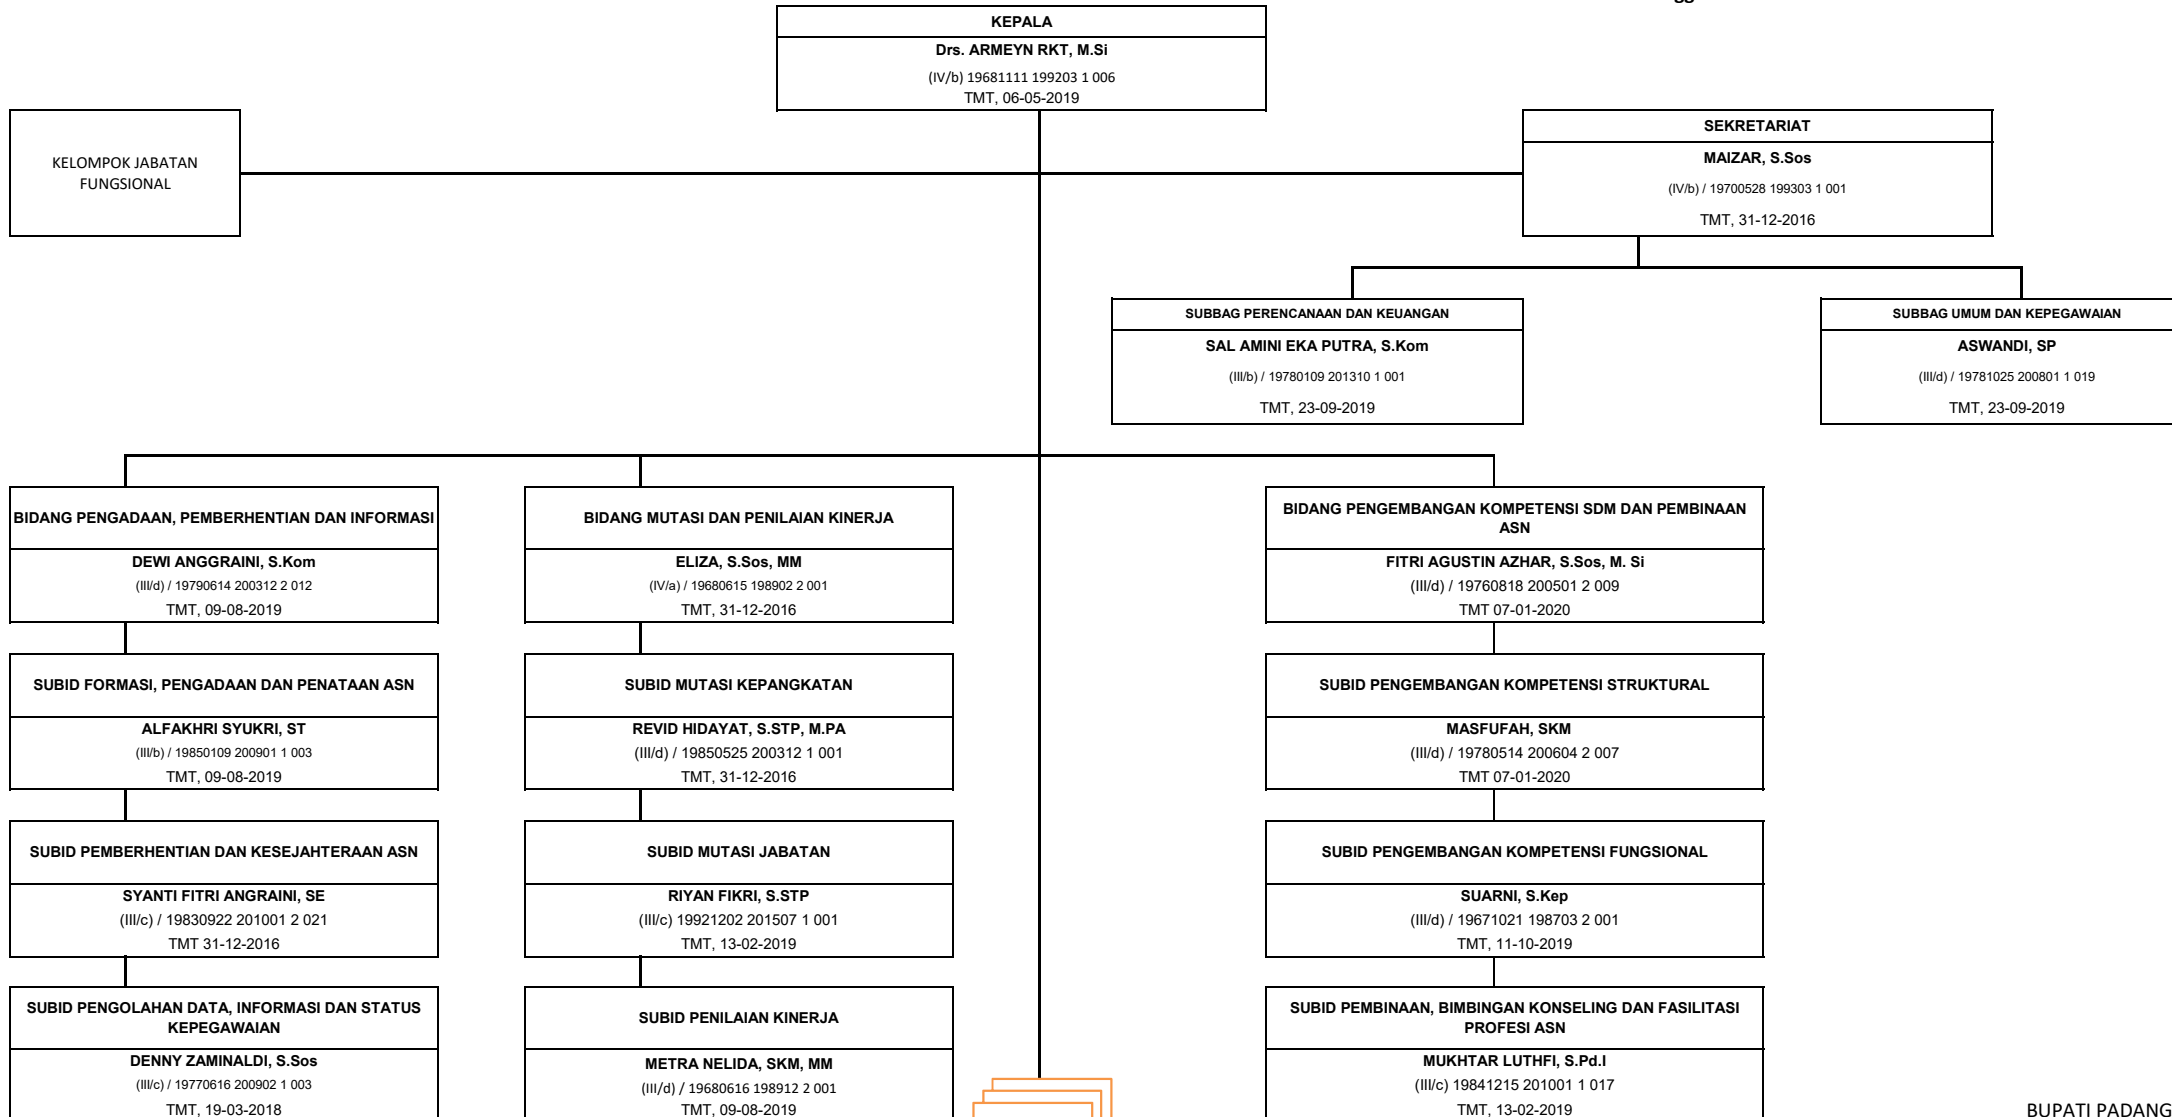 KEPALA
Drs. ARMEYN RKT, M.Si
(IV/b) 19681111 199203 1 006
TMT, 06-05-2019
KELOMPOK JABATAN
FUNGSIONAL
SEKRETARIAT
MAIZAR, S.Sos
(IV/b) / 19700528 199303 1 001
TMT, 31-12-2016
SUBBAG PERENCANAAN DAN KEUANGAN
SAL AMINI EKA PUTRA, S.Kom
(III/b) / 19780109 201310 1 001
TMT, 23-09-2019
SUBBAG UMUM DAN KEPEGAWAIAN
ASWANDI, SP
(III/d) / 19781025 200801 1 019
TMT, 23-09-2019
BIDANG PENGADAAN, PEMBERHENTIAN DAN INFORMASI
DEWI ANGGRAINI, S.Kom
(III/d) / 19790614 200312 2 012
TMT, 09-08-2019
BIDANG MUTASI DAN PENILAIAN KINERJA
ELIZA, S.Sos, MM
(IV/a) / 19680615 198902 2 001
TMT, 31-12-2016
BIDANG PENGEMBANGAN KOMPETENSI SDM DAN PEMBINAAN
ASN
FITRI AGUSTIN AZHAR, S.Sos, M. Si
(III/d) / 19760818 200501 2 009
TMT 07-01-2020
SUBID FORMASI, PENGADAAN DAN PENATAAN ASN
ALFAKHRI SYUKRI, ST
(III/b) / 19850109 200901 1 003
TMT, 09-08-2019
SUBID MUTASI KEPANGKATAN
REVID HIDAYAT, S.STP, M.PA
(III/d) / 19850525 200312 1 001
TMT, 31-12-2016
SUBID PENGEMBANGAN KOMPETENSI STRUKTURAL
MASFUFAH, SKM
(III/d) / 19780514 200604 2 007
TMT 07-01-2020
SUBID PEMBERHENTIAN DAN KESEJAHTERAAN ASN
SYANTI FITRI ANGRAINI, SE
(III/c) / 19830922 201001 2 021
TMT 31-12-2016
SUBID MUTASI JABATAN
RIYAN FIKRI, S.STP
(III/c) 19921202 201507 1 001
TMT, 13-02-2019
SUBID PENGEMBANGAN KOMPETENSI FUNGSIONAL
SUARNI, S.Kep
(III/d) / 19671021 198703 2 001
TMT, 11-10-2019
SUBID PENGOLAHAN DATA, INFORMASI DAN STATUS
KEPEGAWAIAN
DENNY ZAMINALDI, S.Sos
(III/c) / 19770616 200902 1 003
TMT, 19-03-2018
SUBID PENILAIAN KINERJA
METRA NELIDA, SKM, MM
(III/d) / 19680616 198912 2 001
TMT, 09-08-2019
SUBID PEMBINAAN, BIMBINGAN KONSELING DAN FASILITASI
PROFESI ASN
MUKHTAR LUTHFI, S.Pd.I
(III/c) 19841215 201001 1 017
TMT, 13-02-2019
BUPATI PADANG